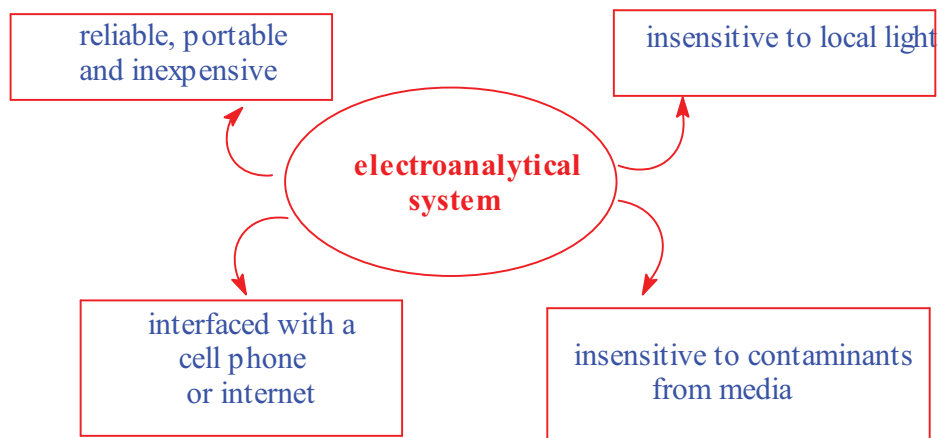 reliable, portable
and inexpensive
insensitive to local light
electroanalytical
system
interfaced with a
cell phone
or internet
insensitive to contaminants
from media